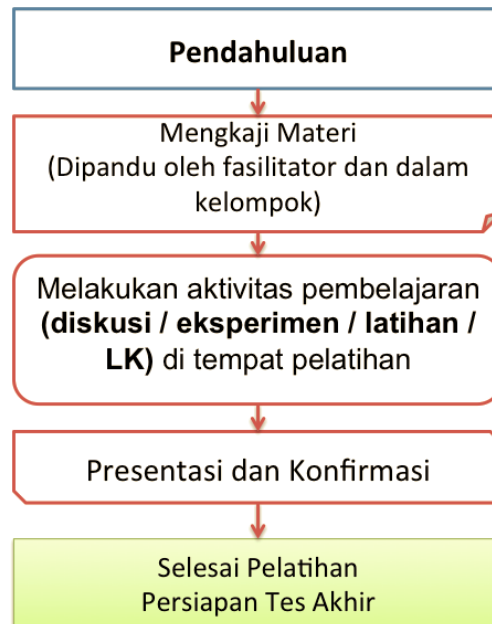 Pendahuluan
Mengkaji Materi
(Dipandu oleh fasilitator dan dalam
kelompok)
Melakukan aktivitas pembelajaran
(diskusi / eksperimen / latihan /
LK) di tempat pelatihan
Presentasi dan Konfirmasi
Selesai Pelatihan
Persiapan Tes Akhir